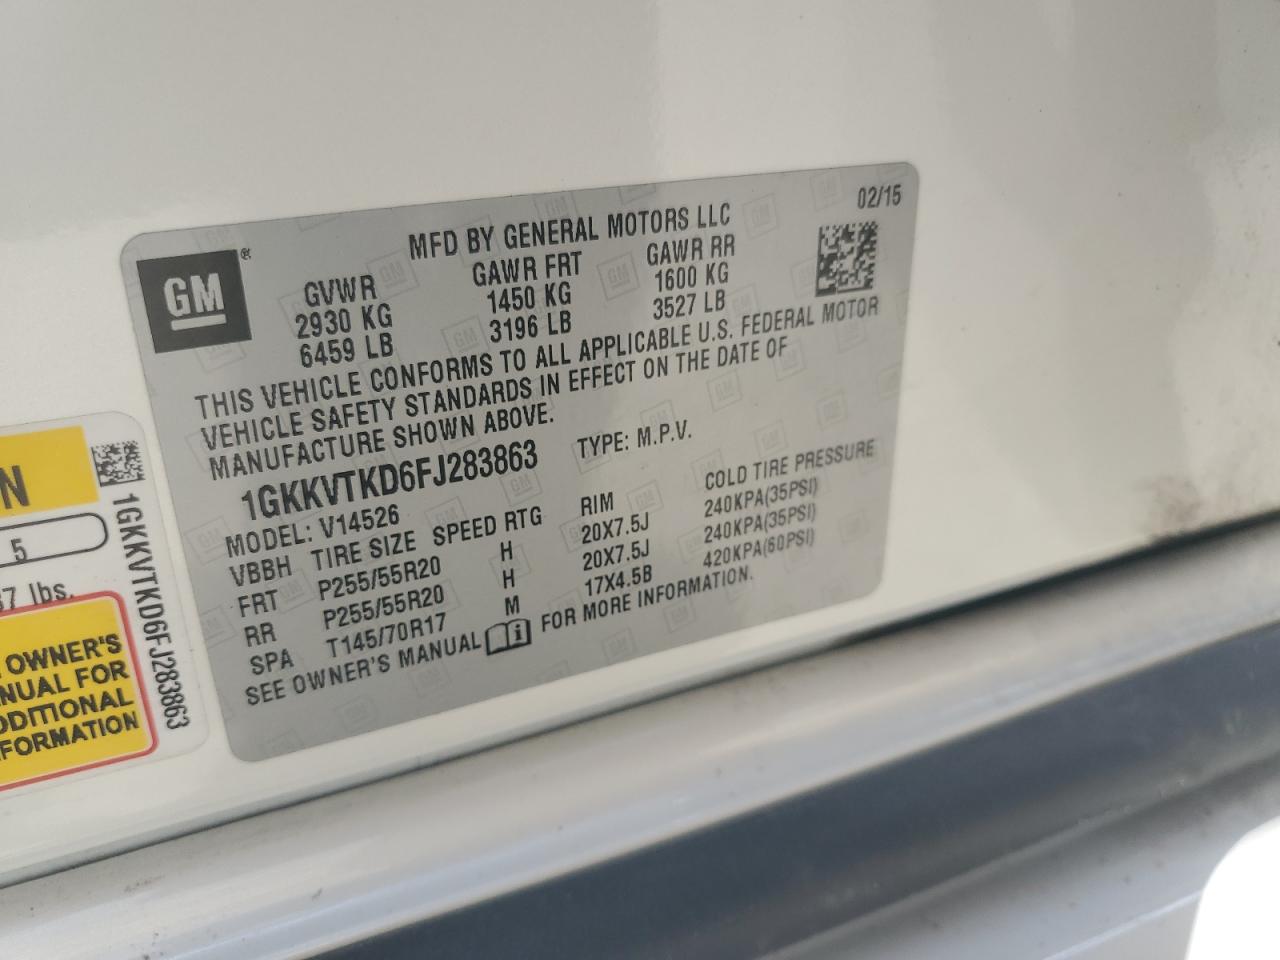 02/15
MFD BY GENERAL MOTORS LLC
GM®
GVWR GAWR FRT GAWR RR
2930 KG 1450 KG 1600 KG
6459 LB 3196 LB 3527 LB
THIS VEHICLE CONFORMS TO ALL APPLICABLE U.S. FEDERAL MOTOR
VEHICLE SAFETY STANDARDS IN EFFECT ON THE DATE OF
MANUFACTURE SHOWN ABOVE.
1GKKVTKD6FJ283863 TYPE: M.P.V.
MODEL: V14526
VBBH TIRE SIZE SPEED RTG RIM COLD TIRE PRESSURE
FRT P255/55R20 H 20X7.5J 240KPA(35PSI)
RR P255/55R20 H 20X7.5J 240KPA(35PSI)
SPA T145/70R17 M 17X4.5B 420KPA(60PSI)
SEE OWNER'S MANUAL FOR MORE INFORMATION.
N
5
37 lbs.
OWNER'S
NUAL FOR
DDITIONAL
FORMATION
1GKKVTKD6FJ283863